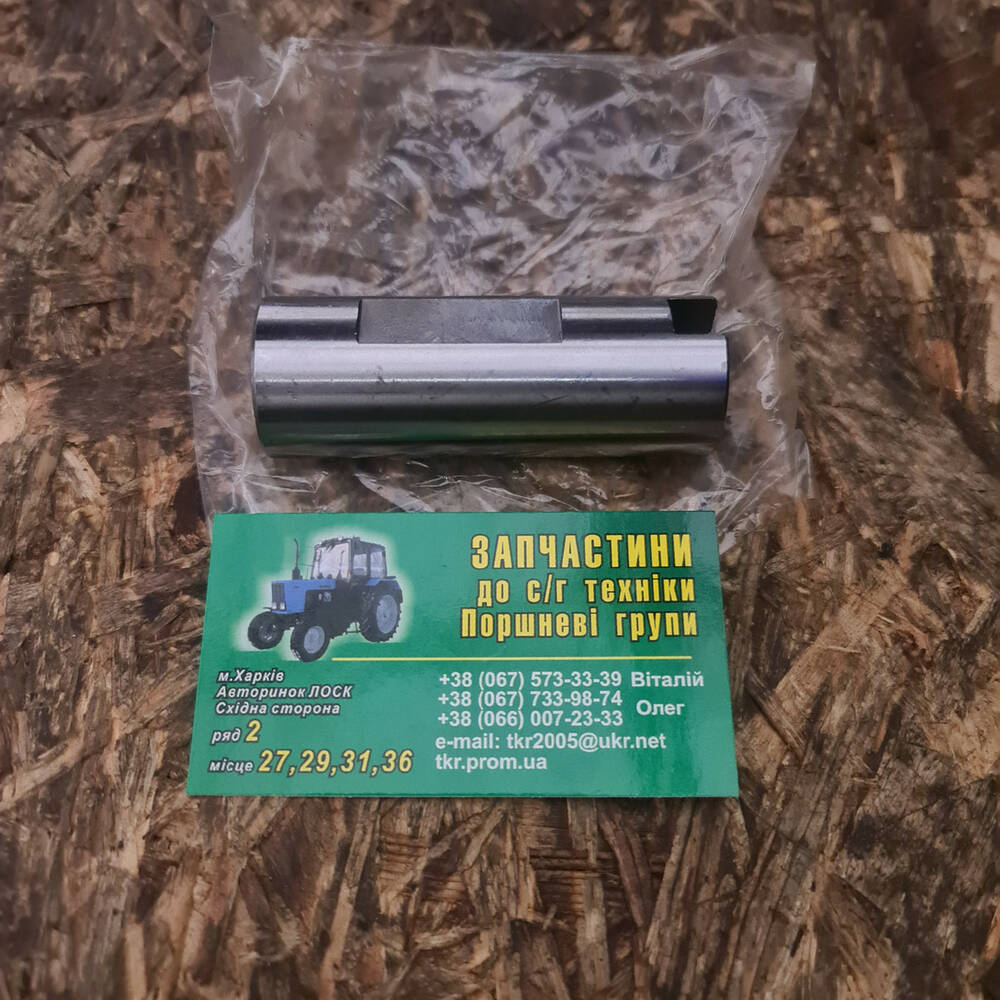 ЗАПЧАСТИНИ
до с/г техніки
Поршневі групи
м.Харків
Авторинок ЛОСК
Східна сторона
ряд 2
місце 27,29,31,36
+38 (067) 573-33-39 Віталій
+38 (067) 733-98-74
+38 (066) 007-23-33 Олег
e-mail: tkr2005@ukr.net
tkr.prom.ua